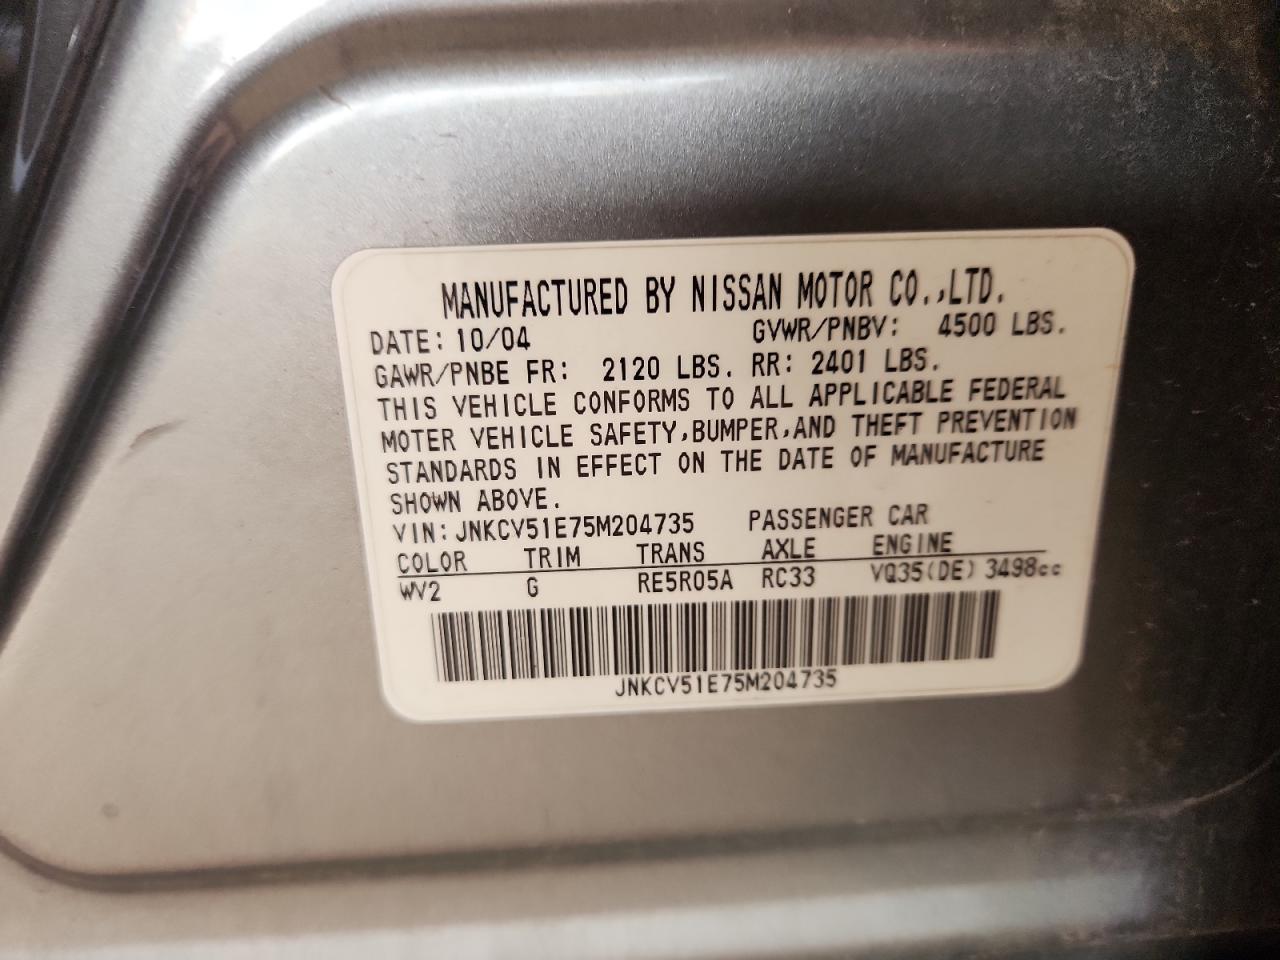 MANUFACTURED BY NISSAN MOTOR CO.,LTD.
DATE: 10/04 GVWR/PNBV: 4500 LBS.
GAWR/PNBE FR: 2120 LBS. RR: 2401 LBS.
THIS VEHICLE CONFORMS TO ALL APPLICABLE FEDERAL
MOTER VEHICLE SAFETY,BUMPER,AND THEFT PREVENTION
STANDARDS IN EFFECT ON THE DATE OF MANUFACTURE
SHOWN ABOVE.
VIN: JNKCV51E75M204735 PASSENGER CAR
COLOR TRIM TRANS AXLE ENGINE
WV2 G RE5R05A RC33 VQ35(DE) 3498cc
JNKCV51E75M204735